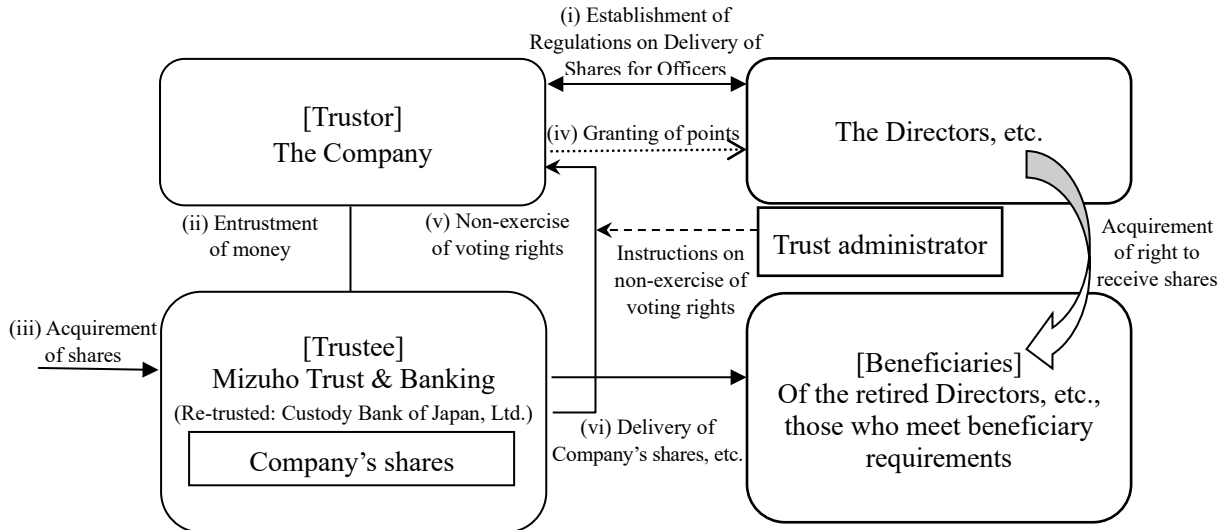 (i) Establishment of
Regulations on Delivery of
Shares for Officers
[Trustor]
The Company
(iv) Granting of points
The Directors, etc.
(ii) Entrustment
of money
(v) Non-exercise
of voting rights
Instructions on
non-exercise of
voting rights
Trust administrator
Acquirement
of right to
receive shares
(iii) Acquirement
of shares
[Trustee]
Mizuho Trust & Banking
(Re-trusted: Custody Bank of Japan, Ltd.)
Company’s shares
(vi) Delivery of
Company’s shares, etc.
[Beneficiaries]
Of the retired Directors, etc.,
those who meet beneficiary
requirements